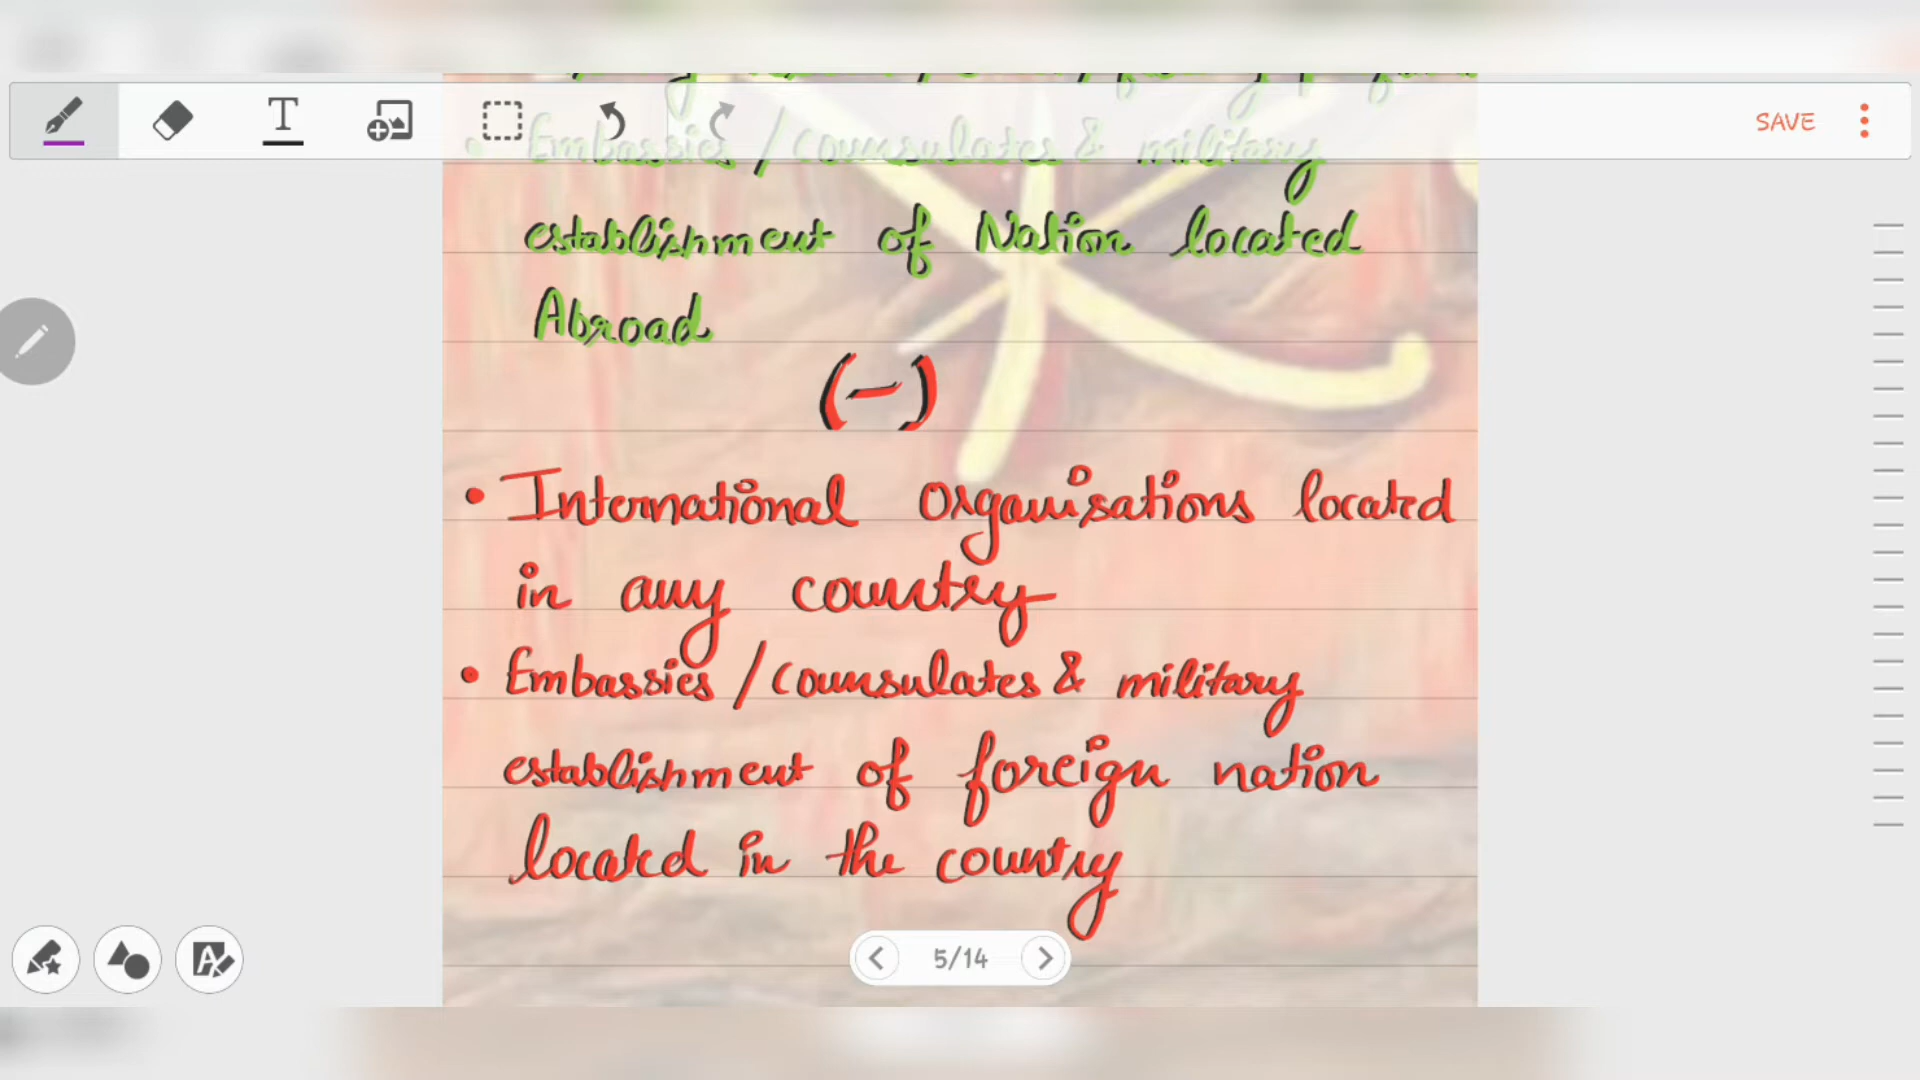 T
SAVE
• Embassies / Counsulates & military
establishment of Nation located
Abroad
(-)
• International Organisations located
in any country
• Embassies / Counsulates & military
establishment of foreign nation
located in the country
A
5/14